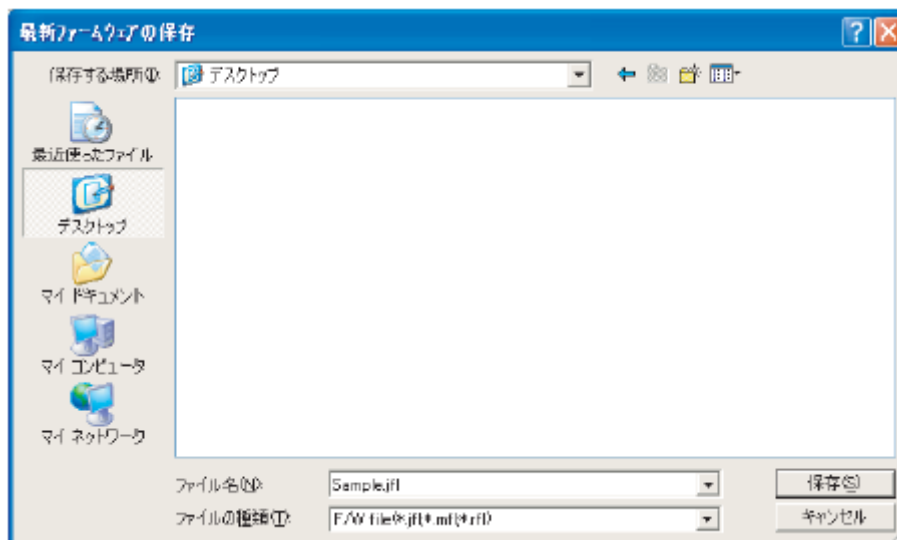 最新ファームウェアの保存
保存する場所(I):
デスクトップ
最近使ったファイル
デスクトップ
マイ ドキュメント
マイ コンピュータ
マイ ネットワーク
ファイル名(N):
Sample.jfl
保存(S)
ファイルの種類(T):
F/W file(*.jfl;*.mfl;*.rfl)
キャンセル